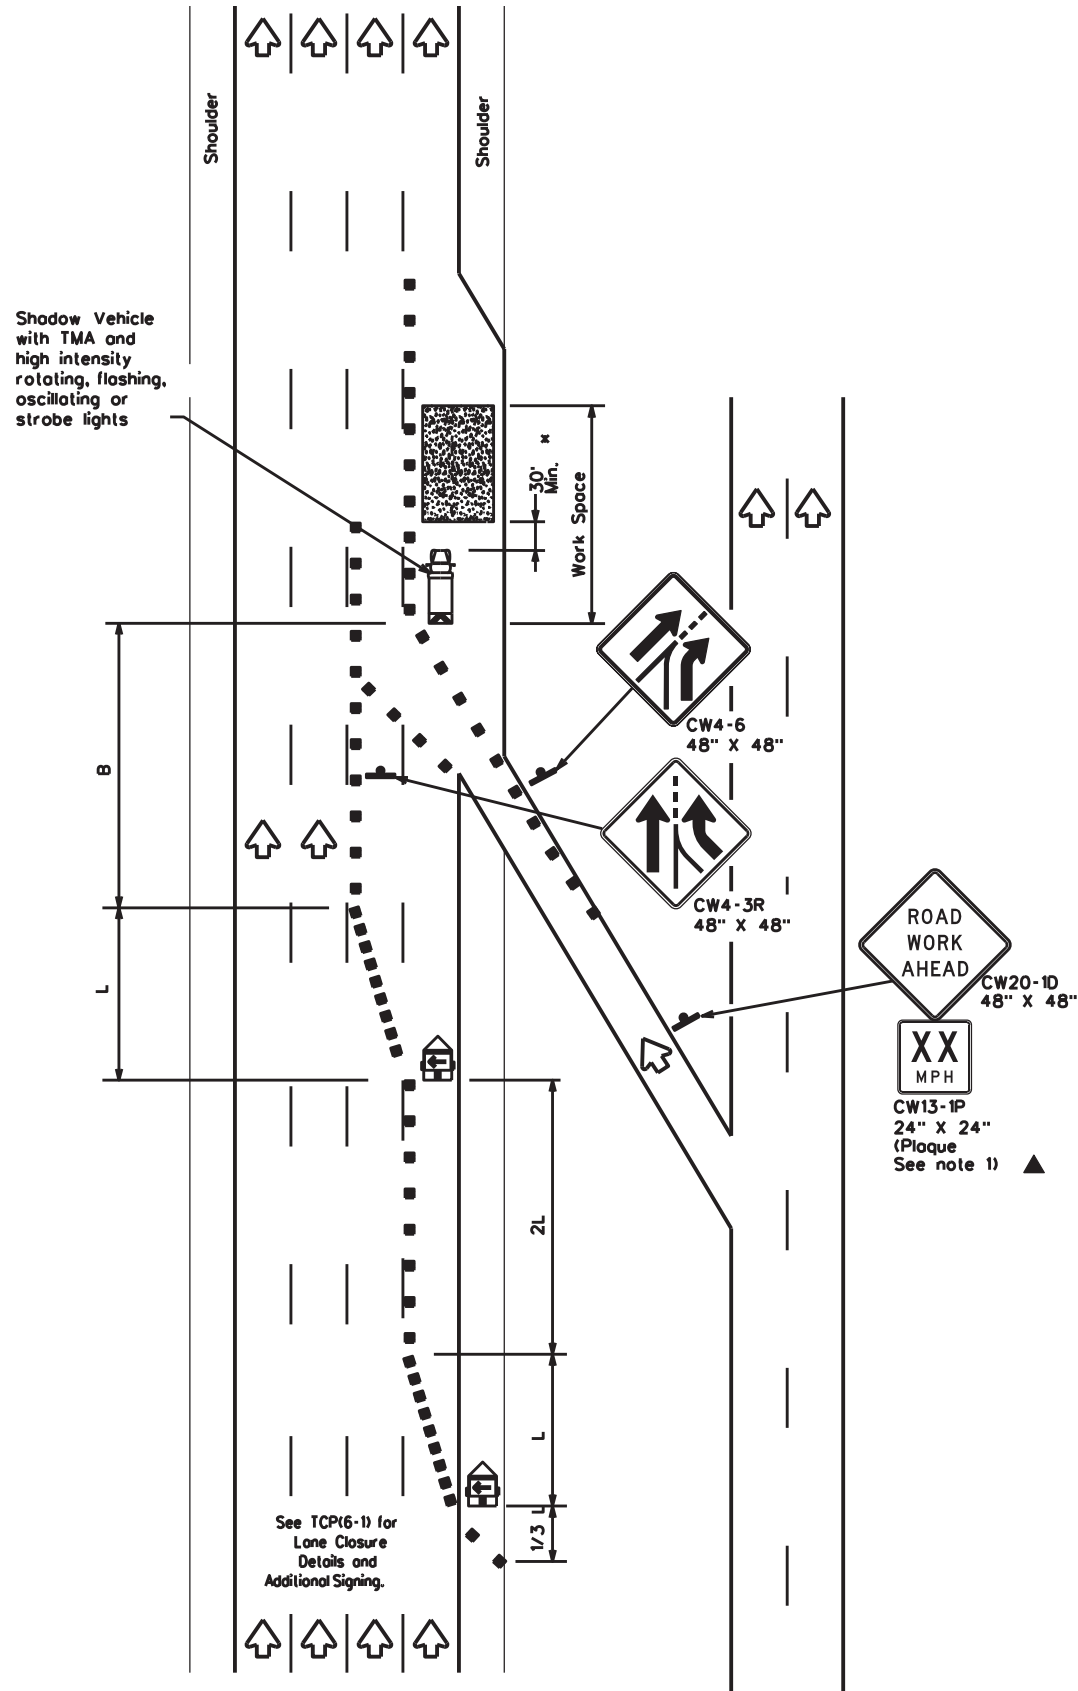 Shoulder
Shoulder
Shadow Vehicle
with TMA and
high intensity
rotating, flashing,
oscillating or
strobe lights
30'
Min.
x
Work Space
CW4-6
48" X 48"
B
CW4-3R
48" X 48"
ROAD
WORK
AHEAD
CW20-1D
48" X 48"
XX
MPH
CW13-1P
24" X 24"
(Plaque
See note 1)
L
2L
L
1/3 L
See TCP(6-1) for
Lane Closure
Details and
Additional Signing.